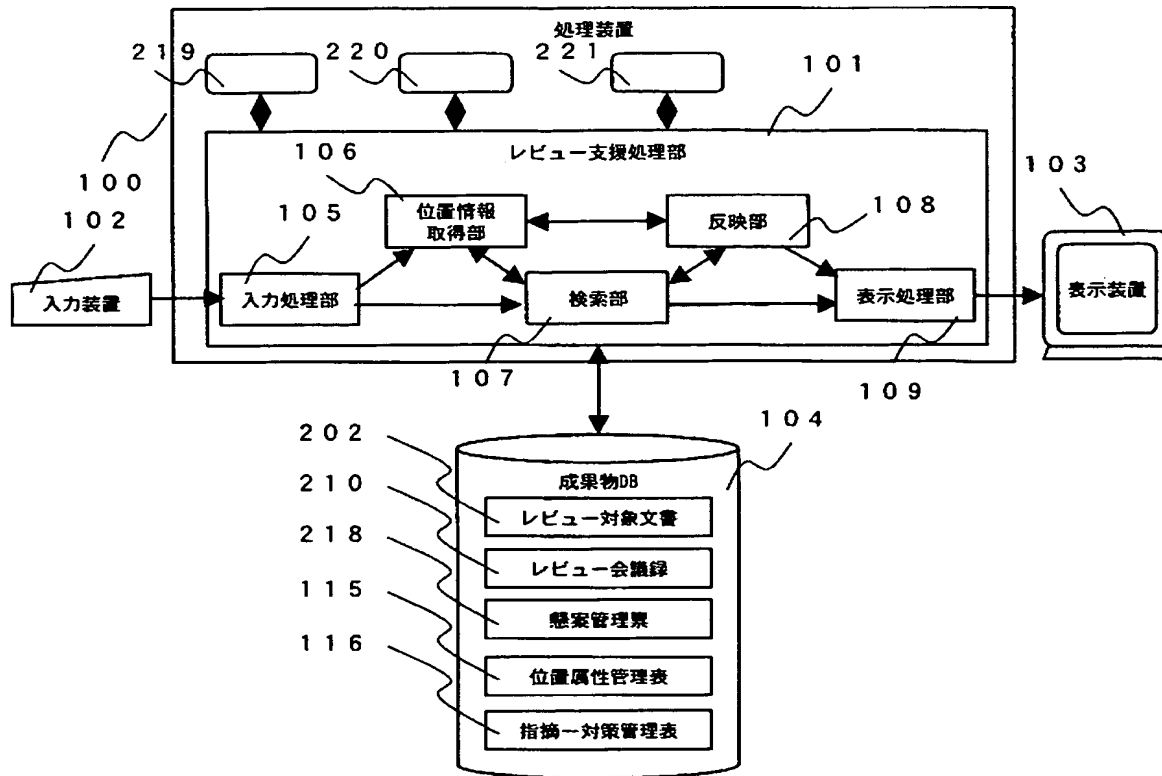 処理装置
219
220
221
101
100
レビュー支援処理部
106
103
102
105
位置情報
取得部
反映部
108
入力装置
入力処理部
検索部
表示処理部
表示装置
107
109
202
104
成果物DB
210
レビュー対象文書
218
レビュー会議録
115
懸案管理票
116
位置属性管理表
指摘ー対策管理表